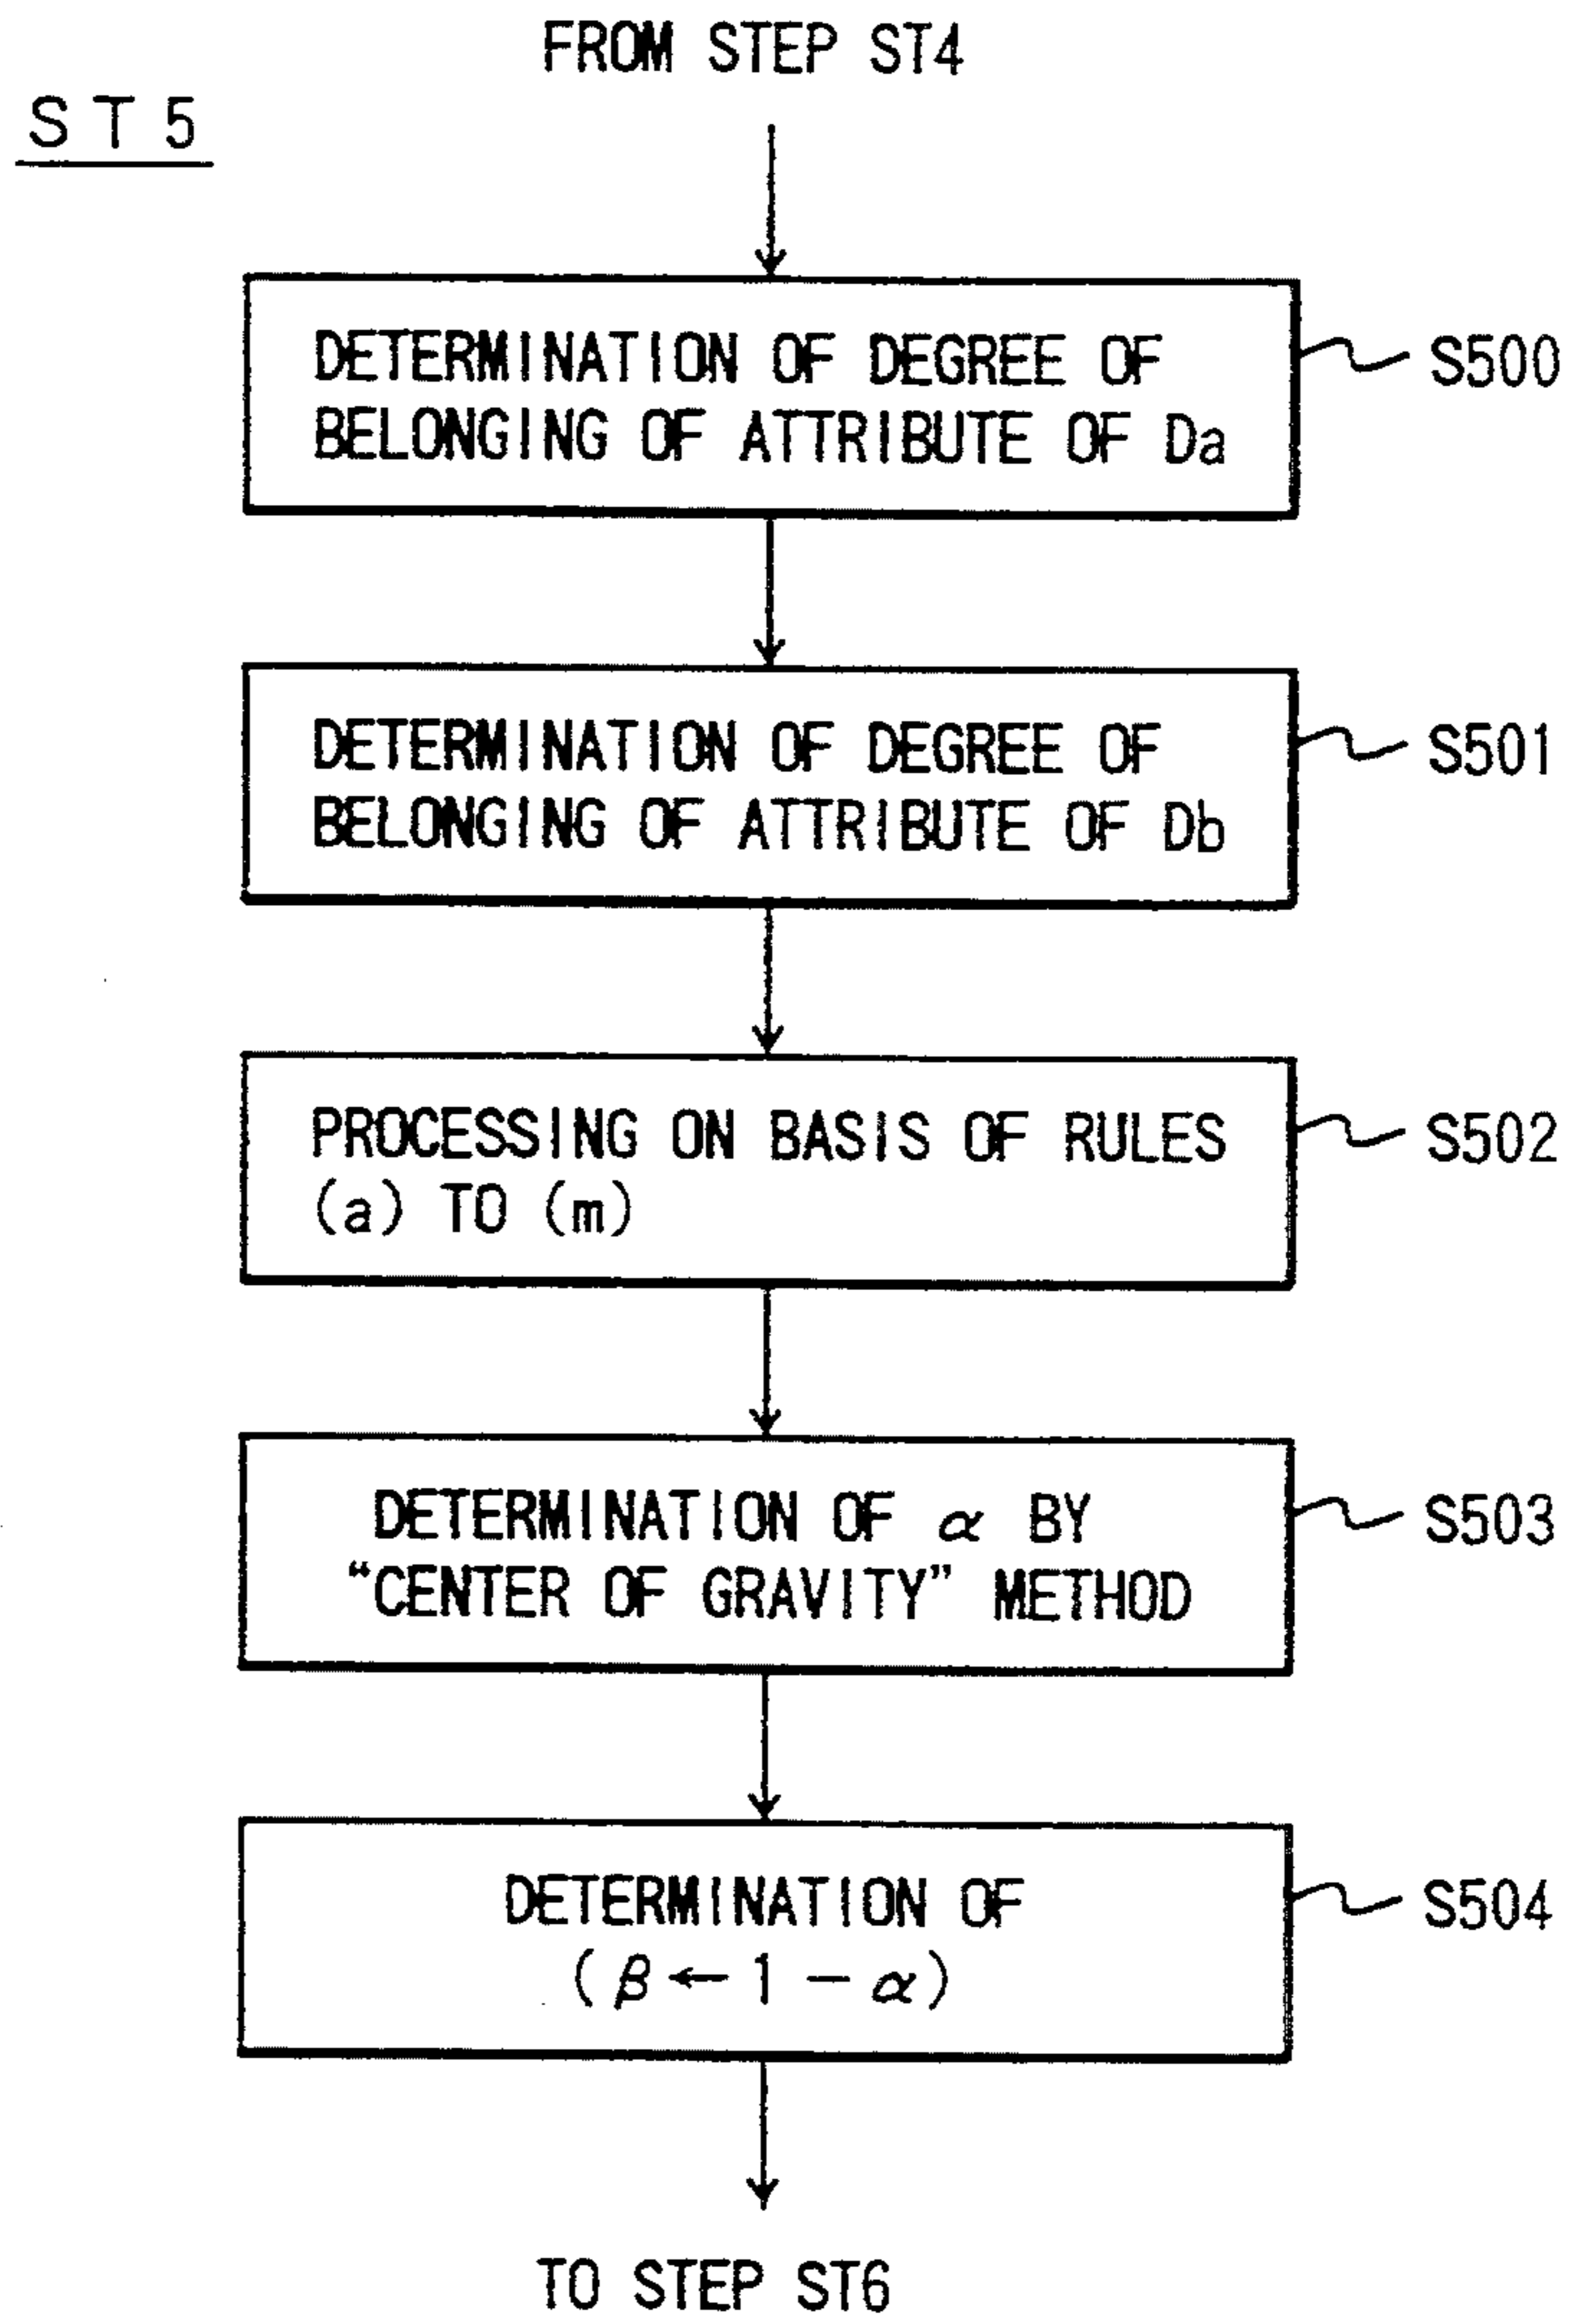 FROM STEP ST4
ST5
DETERMINATION OF DEGREE OF
BELONGING OF ATTRIBUTE OF Da
S500
DETERMINATION OF DEGREE OF
BELONGING OF ATTRIBUTE OF Db
S501
PROCESSING ON BASIS OF RULES
(a) TO (m)
S502
DETERMINATION OF α BY
“CENTER OF GRAVITY” METHOD
S503
DETERMINATION OF
(β ← 1 − α)
S504
TO STEP ST6